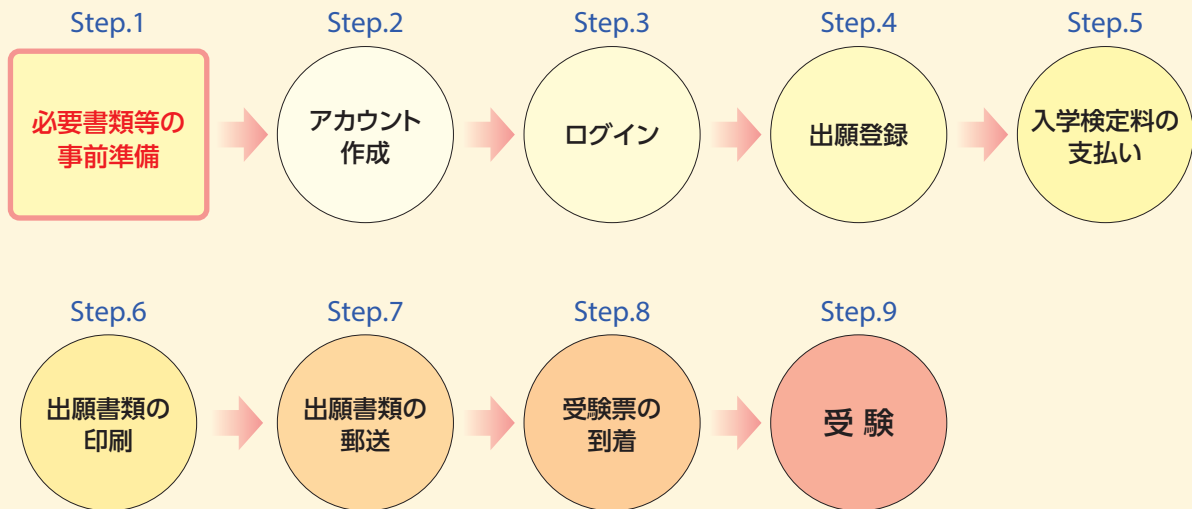 Step.1
必要書類等の
事前準備
Step.2
アカウント
作成
Step.3
ログイン
Step.4
出願登録
Step.5
入学検定料の
支払い
Step.6
出願書類の
印刷
Step.7
出願書類の
郵送
Step.8
受験票の
到着
Step.9
受 験